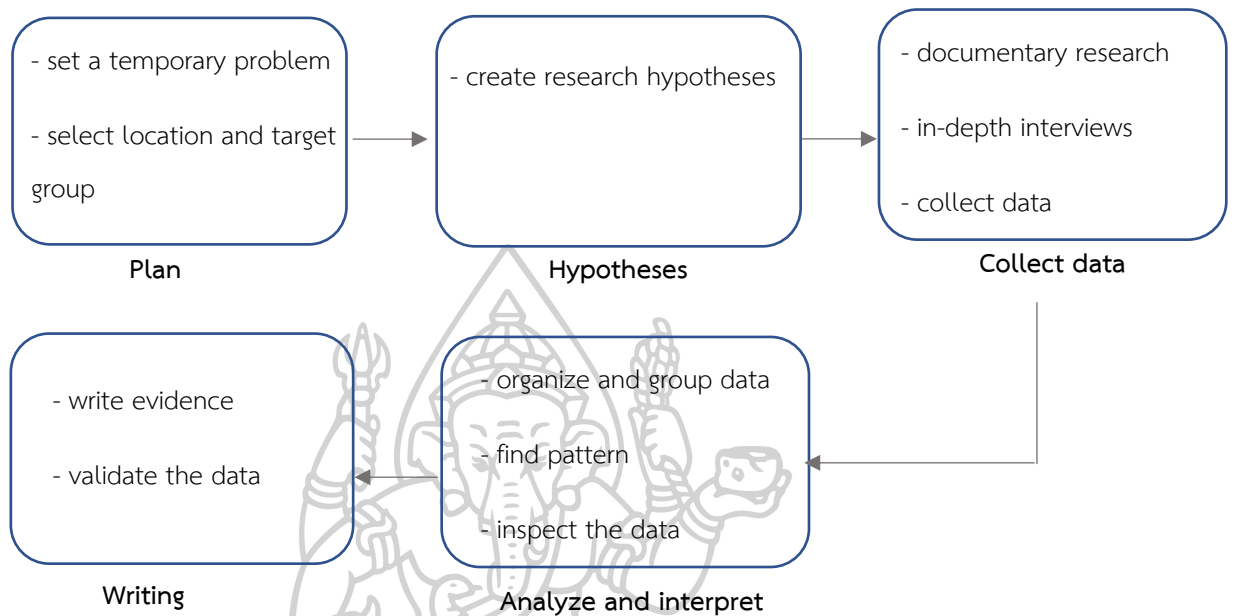 - set a temporary problem
- select location and target
group
Plan
- create research hypotheses
Hypotheses
- documentary research
- in-depth interviews
- collect data
Collect data
- organize and group data
- find pattern
- inspect the data
Analyze and interpret
- write evidence
- validate the data
Writing